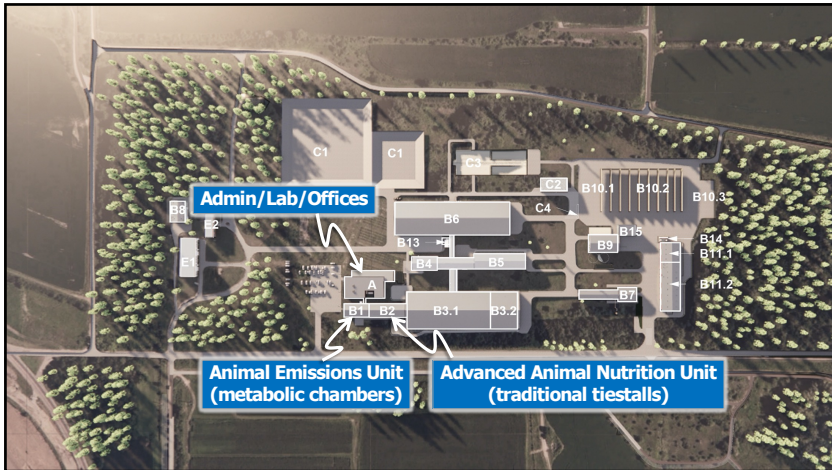 C1
C1
C3
C2
B10.1
B10.2
B10.3
Admin/Lab/Offices
B8
E2
B6
C4
B13
B15
B9
B14
B11.1
E1
B4
B5
A
B11.2
B7
B1
B2
B3.1
B3.2
Animal Emissions Unit
(metabolic chambers)
Advanced Animal Nutrition Unit
(traditional tiestalls)